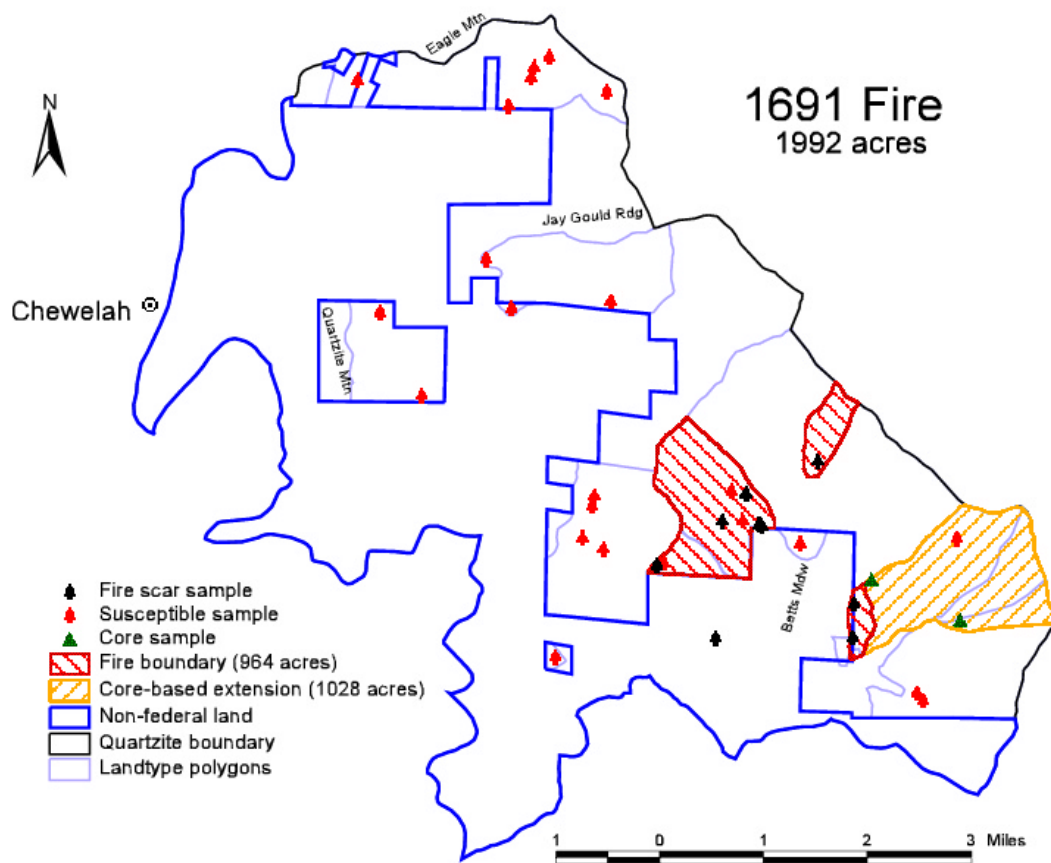 Eagle Mtn
N
1691 Fire
1992 acres
Jay Gould Rdg
Chewelah
Quartzite Mtn
Betts Mdw
Fire scar sample
Susceptible sample
Core sample
Fire boundary (964 acres)
Core-based extension (1028 acres)
Non-federal land
Quartzite boundary
Landtype polygons
1 0 1 2 3 Miles